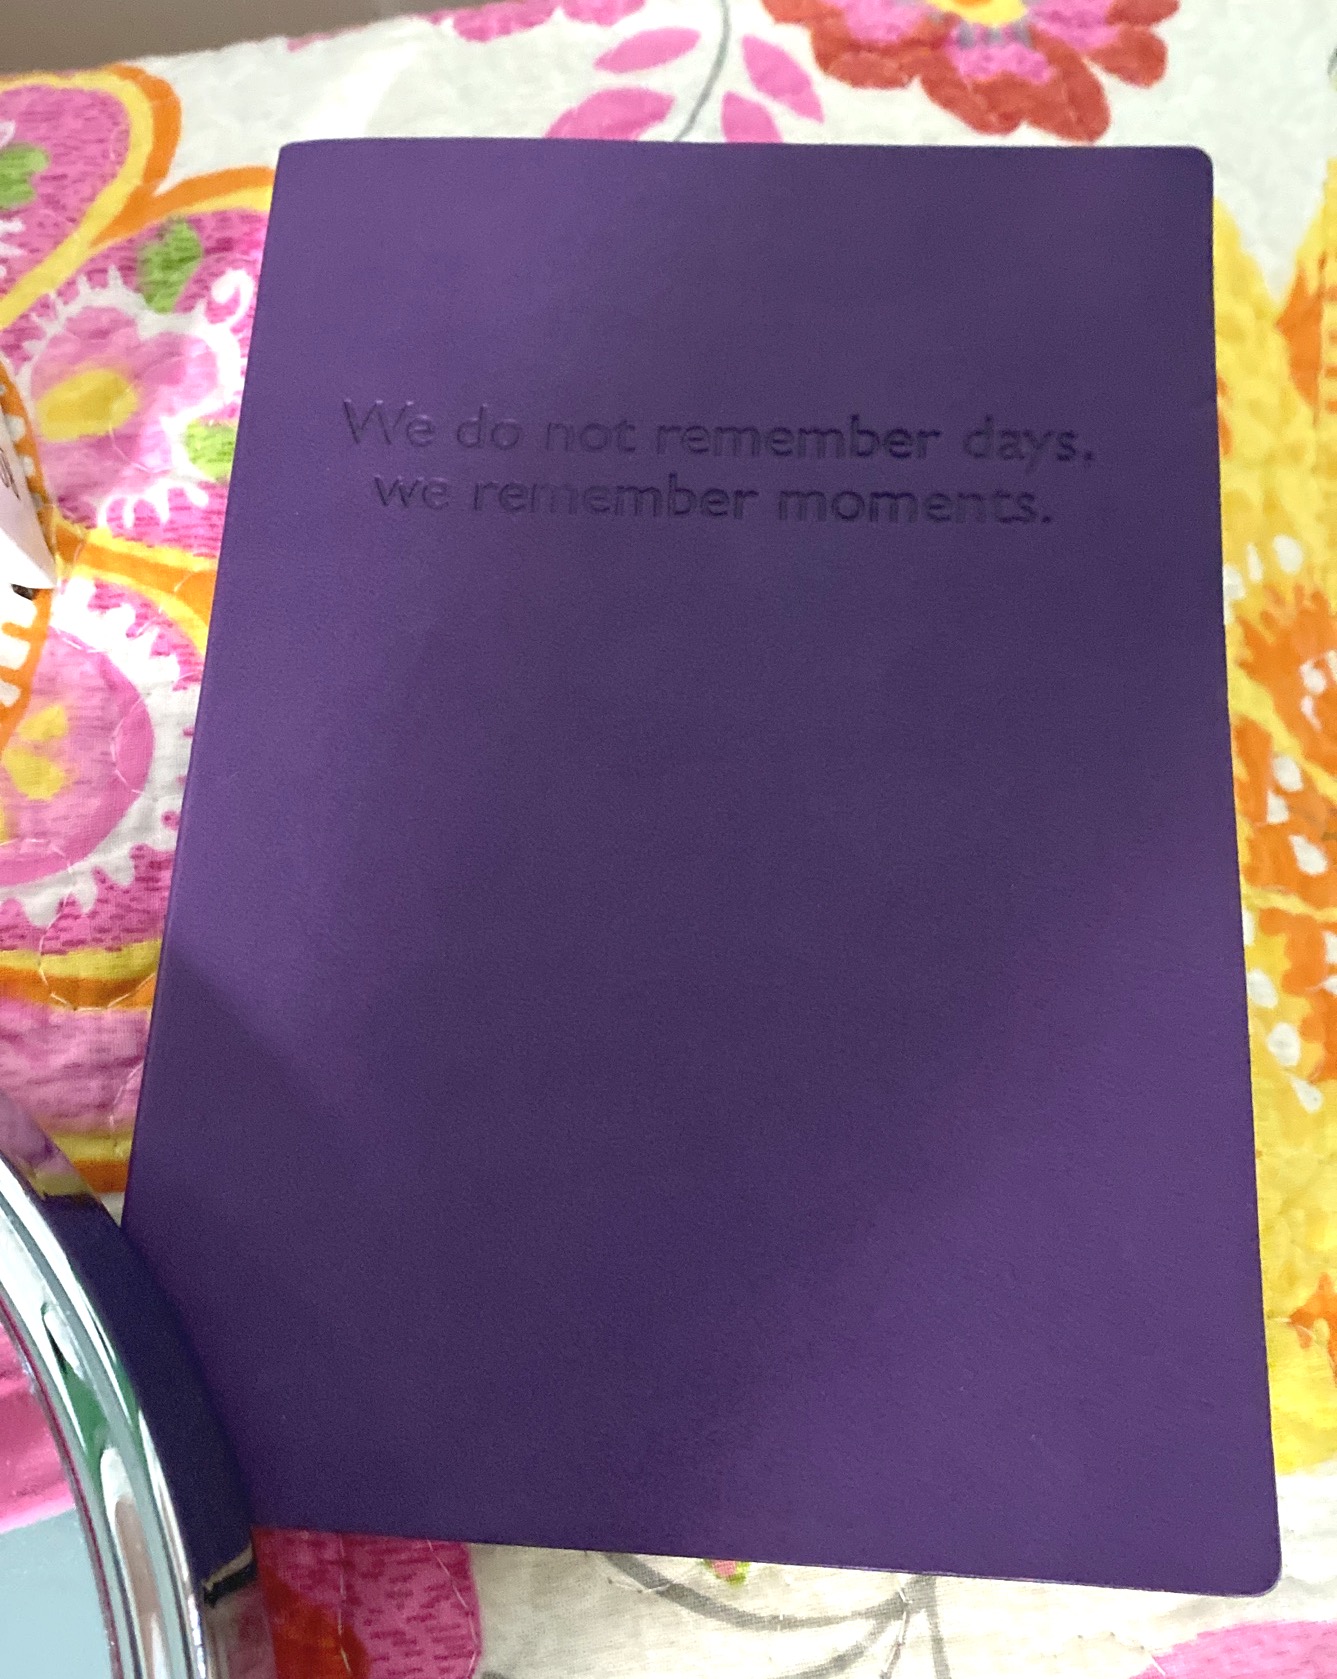 We do not remember days,
we remember moments.